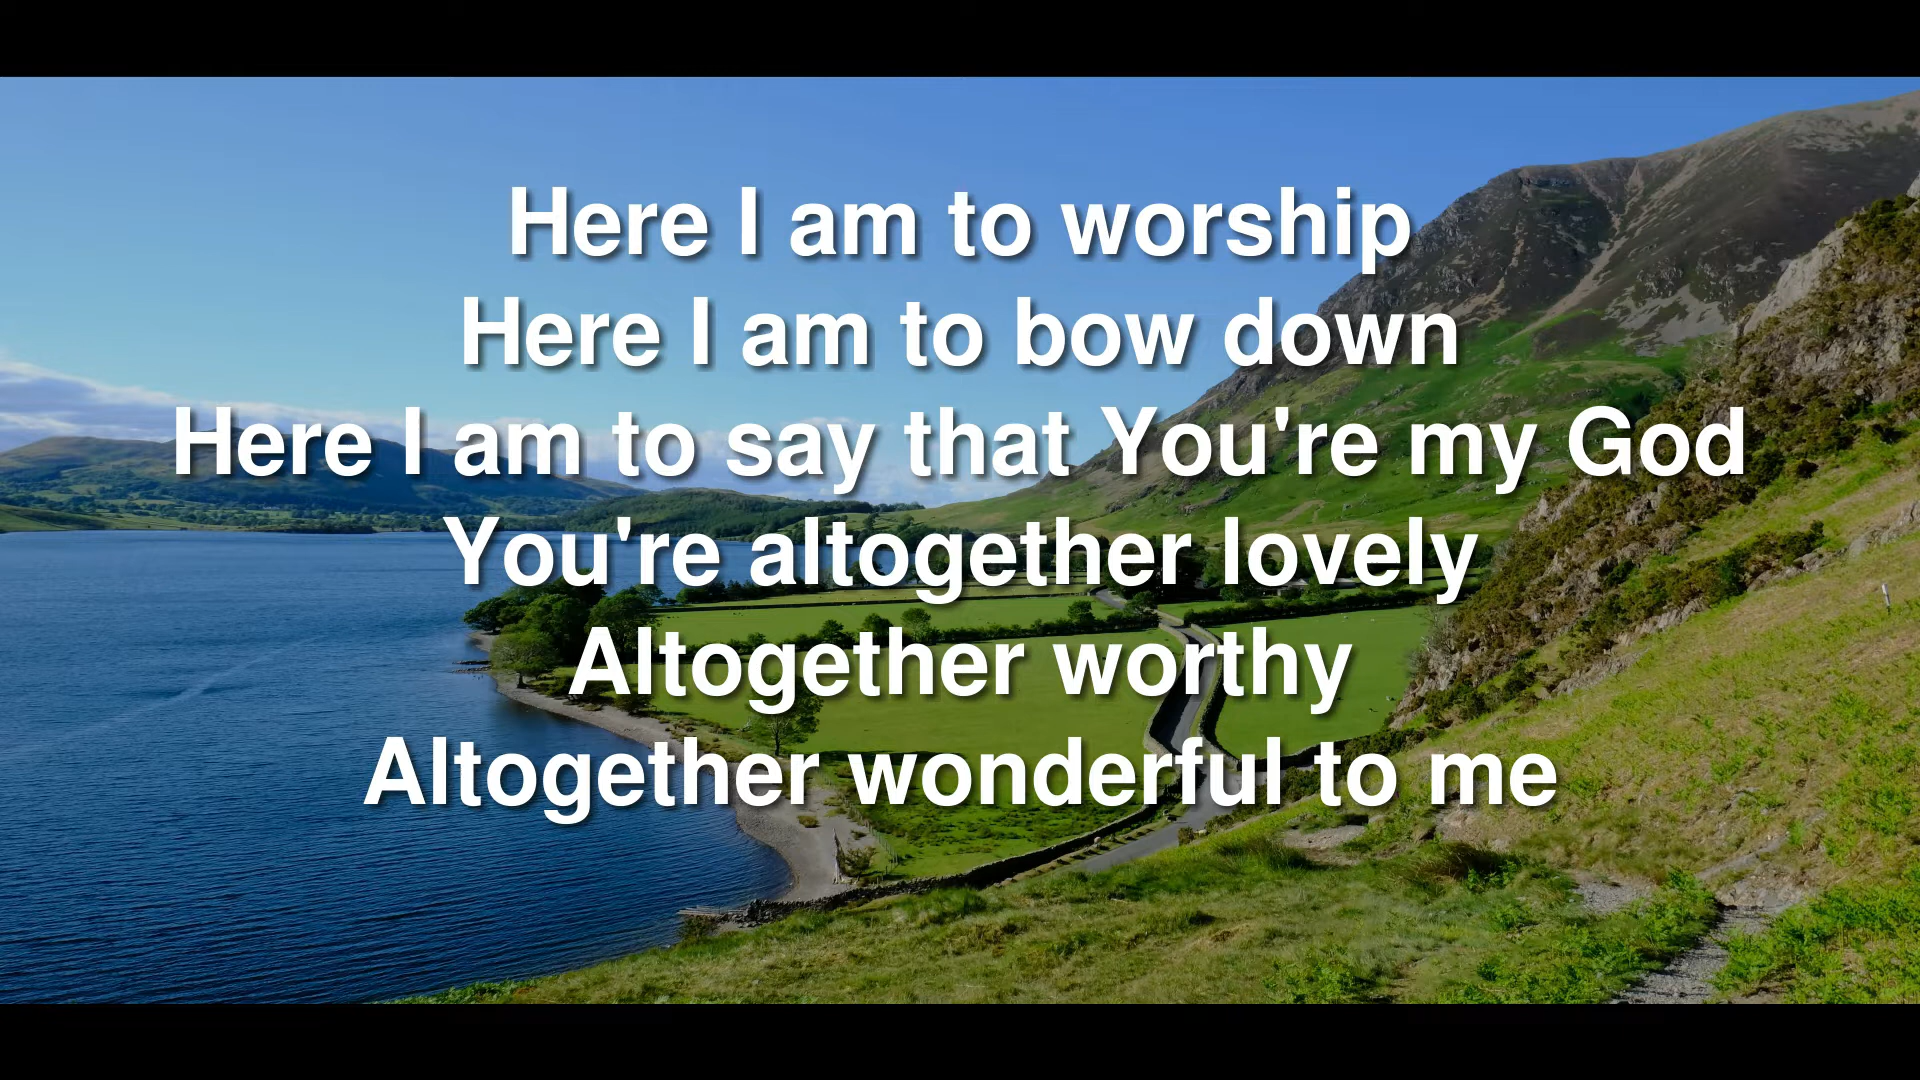 Here I am to worship
Here I am to bow down
Here I am to say that You're my God
You're altogether lovely
Altogether worthy
Altogether wonderful to me